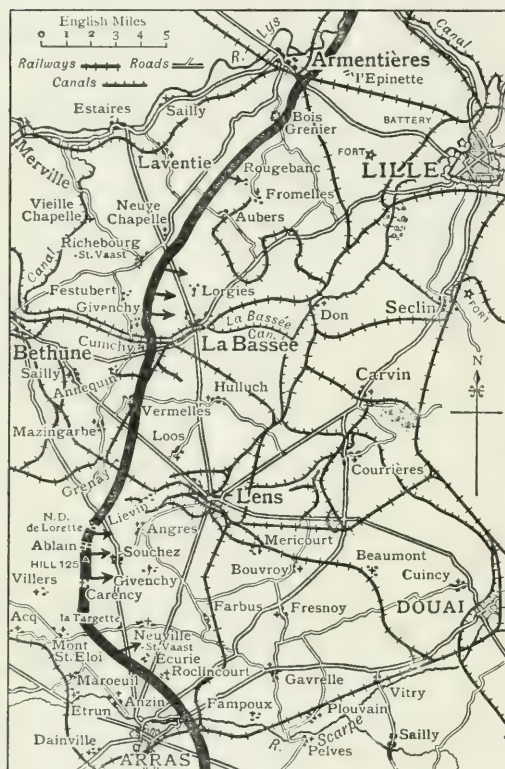 English Miles
0 1 2 3 4 5
Railways Roads
Canals
R. Lys
Canal
Armentières
l'Epinette
Estaires
Sailly
Bois
Grenier
BATTERY
Merville
Laventie
FORT
LILLE
Rougebanc
Fromelles
Vieille
Chapelle
Neuve
Chapelle
Aubers
Richebourg
St. Vaast
Canal
Festubert
Lorgies
Givenchy
La Bassée
Can.
Don
Seclin
FORT
Cuinchy
La Bassée
Bethune
Sailly
Annequin
N
Carvin
Hulluch
Vermelles
Mazingarbe
Loos
Courrières
Grenay
Lens
Lievin
N.D.
de Lorette
Angres
Mericourt
Ablain
Souchez
HILL 125
Bouvroy
Beaumont
Villers
Givenchy
Cuincy
Carency
Farbus
Fresnoy
DOUAI
la Targette
Acq
Neuville
St. Vaast
Mont
St. Eloi
Ecurie
Roclincourt
Gavrelle
Maroeuil
Vitry
Etrun
Anzin
Fampoux
Plouvain
R. Scarpe
Pelves
Sailly
Dainville
ARRAS